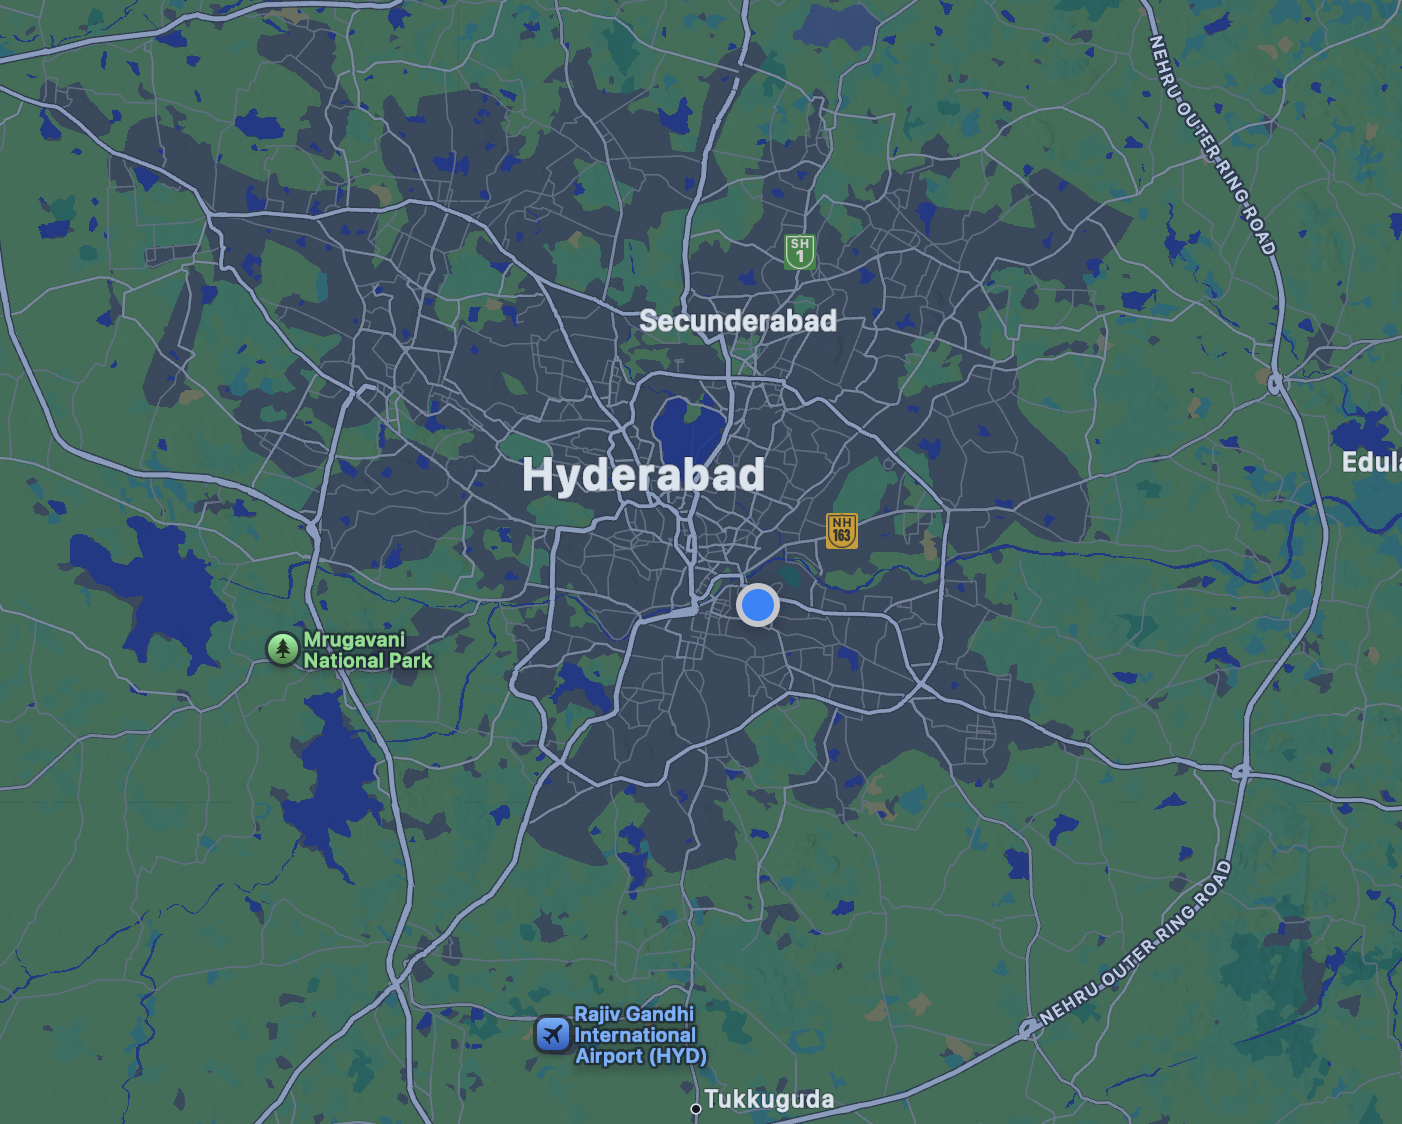 NEHRU OUTER RING ROAD
SH
1
Secunderabad
Hyderabad
Edula
NH
163
Mrugavani
National Park
NEHRU OUTER RING ROAD
Rajiv Gandhi
International
Airport (HYD)
Tukkuguda